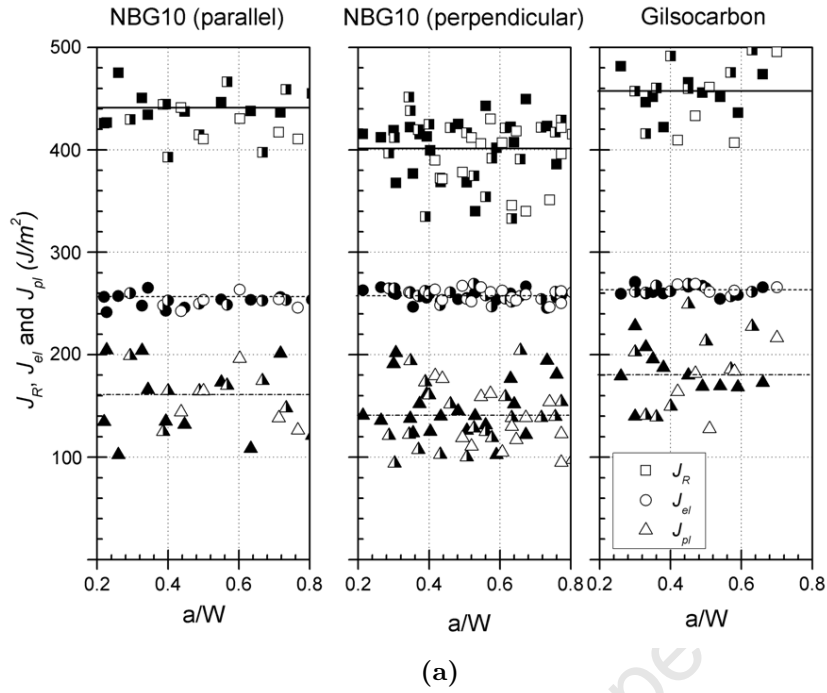 NBG10 (parallel)
NBG10 (perpendicular)
Gilsocarbon
J_R, J_el and J_pl (J/m²)
500
400
300
200
100
J_R
J_el
J_pl
0.2 0.4 0.6 0.8
0.2 0.4 0.6 0.8
0.2 0.4 0.6 0.8
a/W
a/W
a/W
(a)